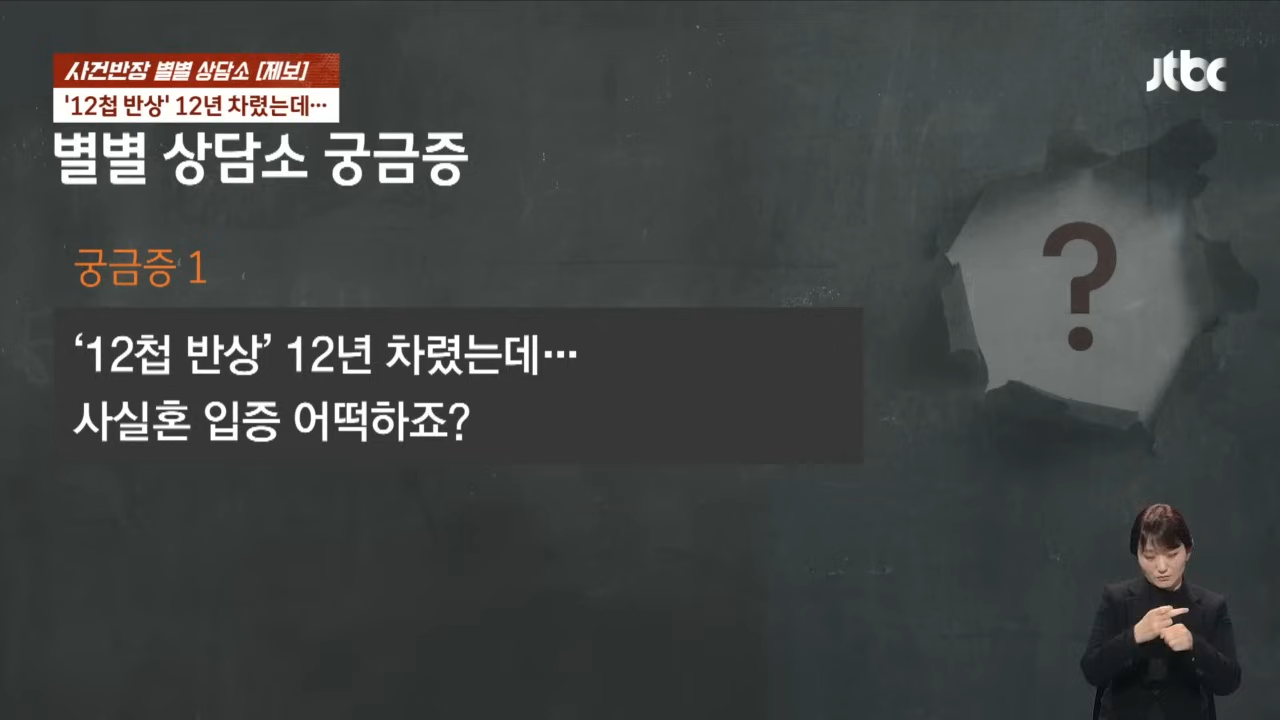 사건반장 별별 상담소 [제보]
'12첩 반상' 12년 차렸는데…
jtbc
별별 상담소 궁금증
궁금증 1
‘12첩 반상’ 12년 차렸는데…
사실혼 입증 어떡하죠?
?